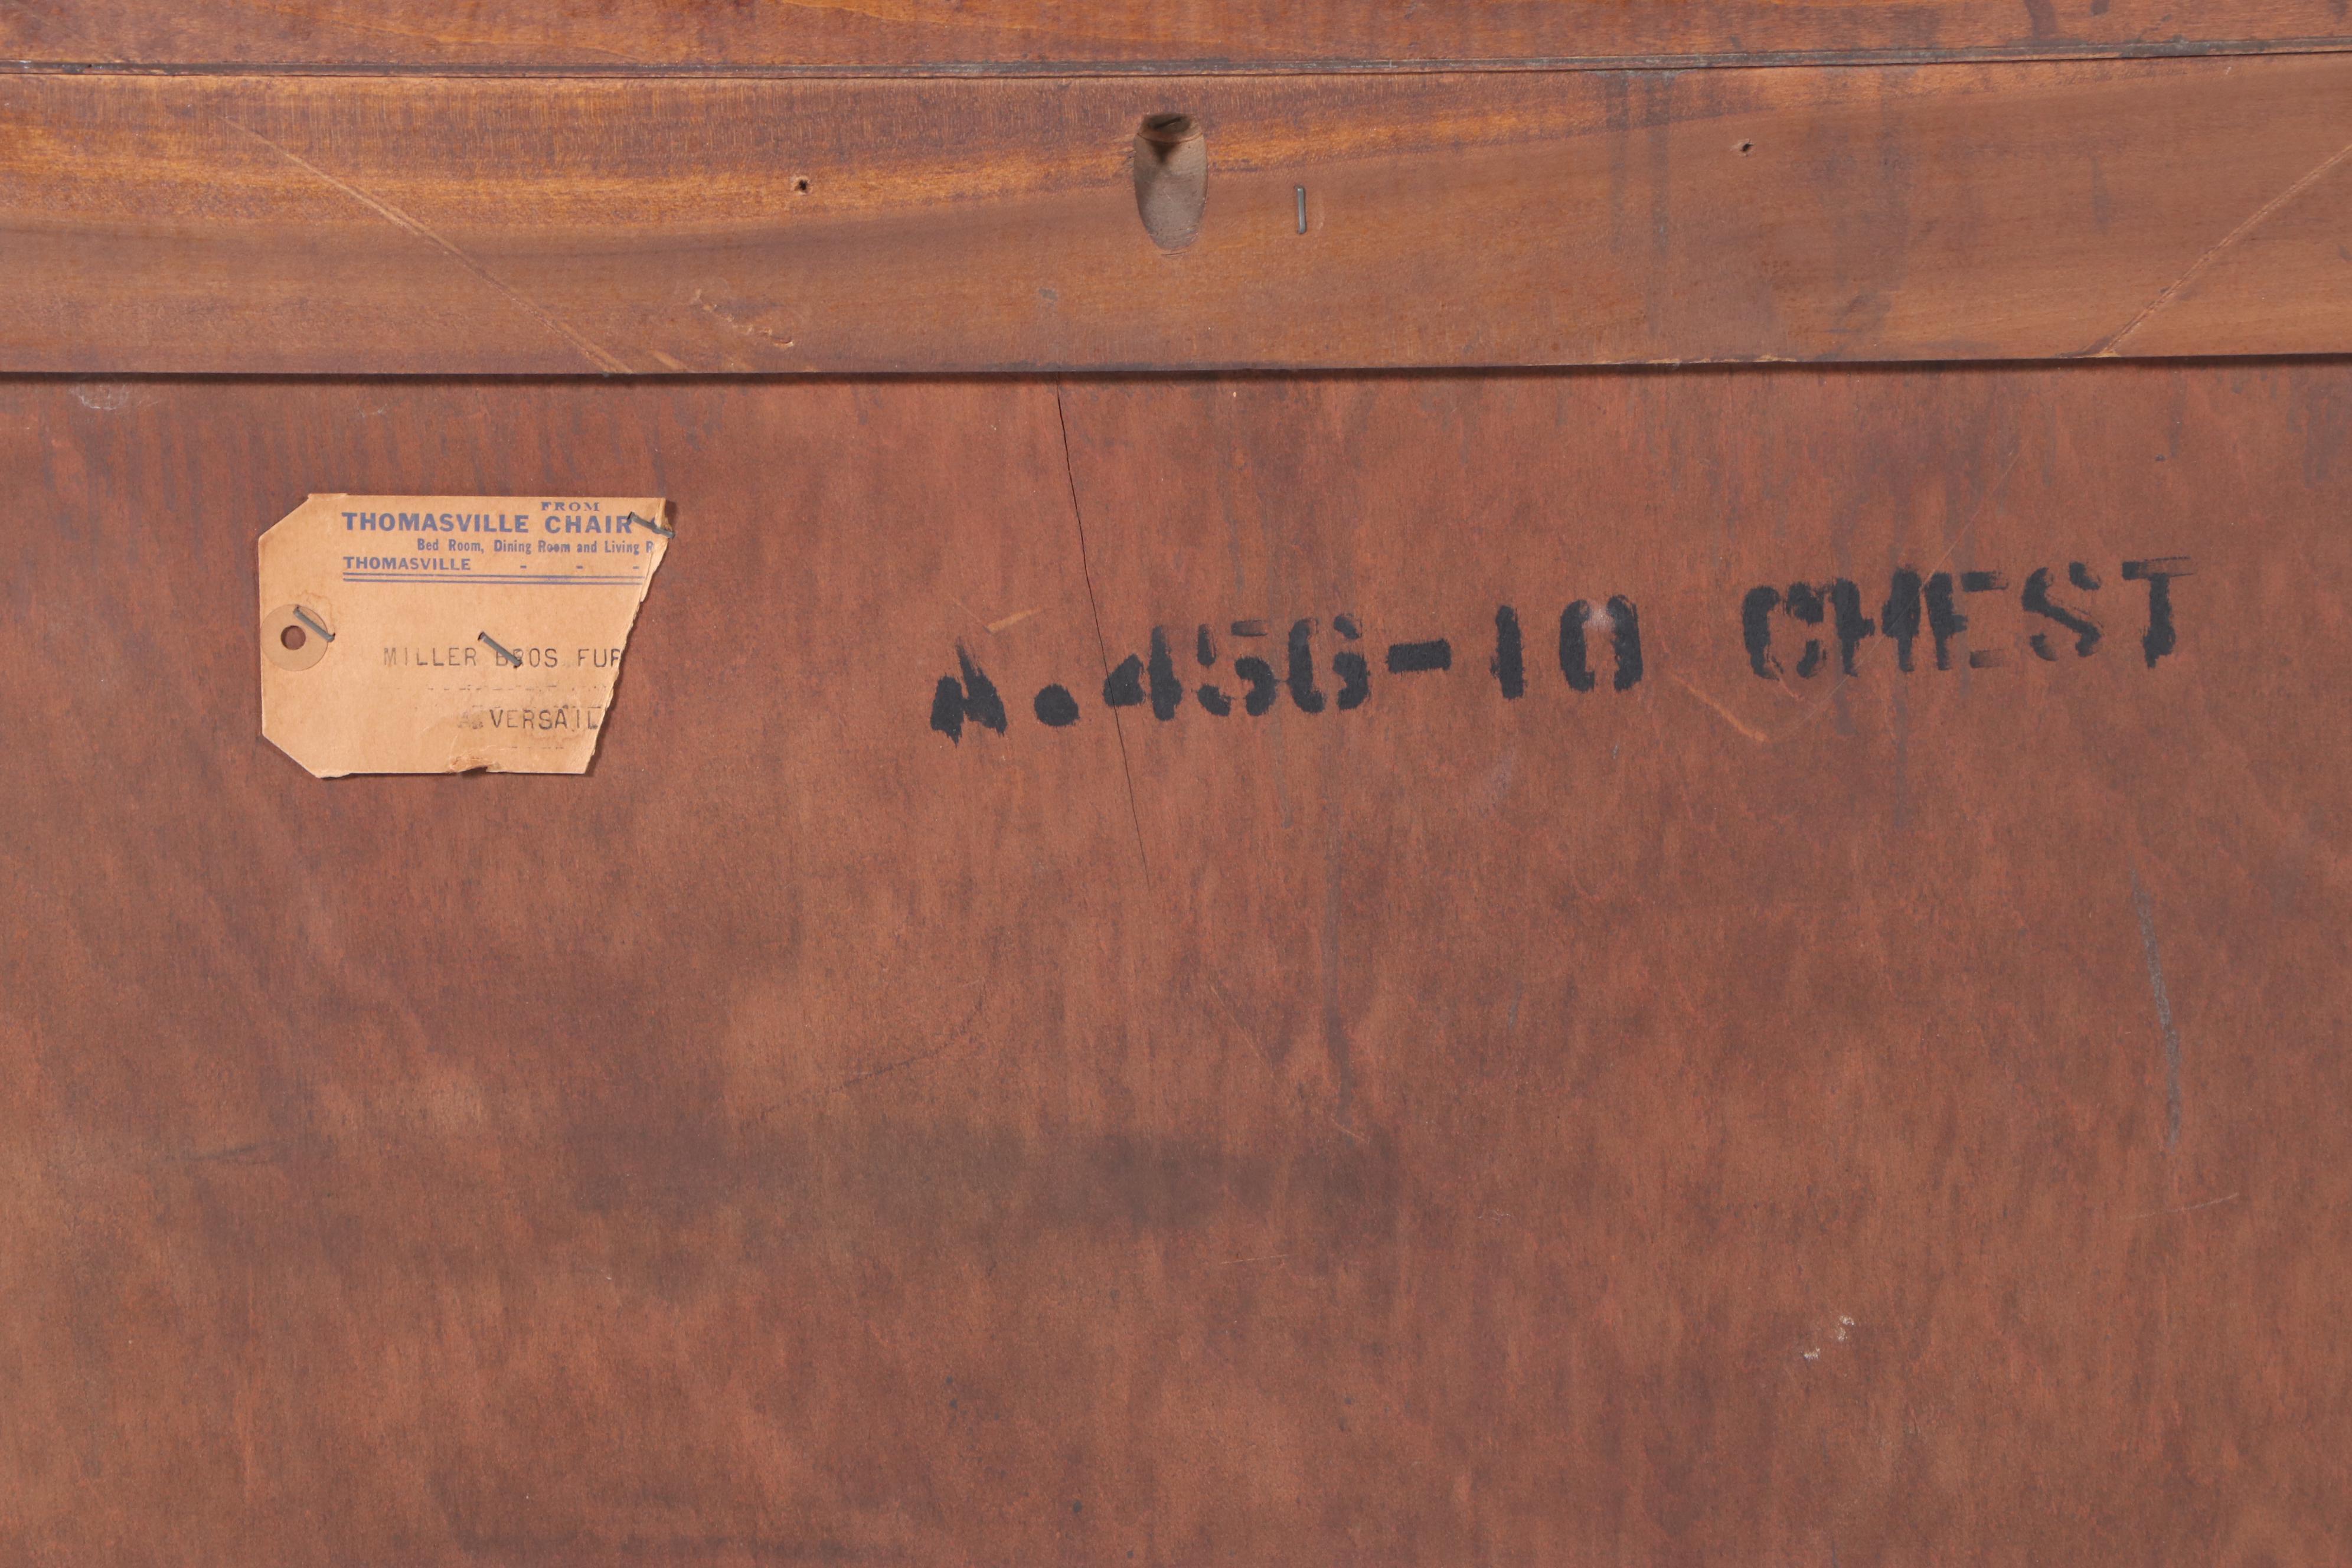 FROM
THOMASVILLE CHAIR
Bed Room, Dining Room and Living R
THOMASVILLE - - -
MILLER BROS FUR
VERSAIL
A.456-10 CHEST